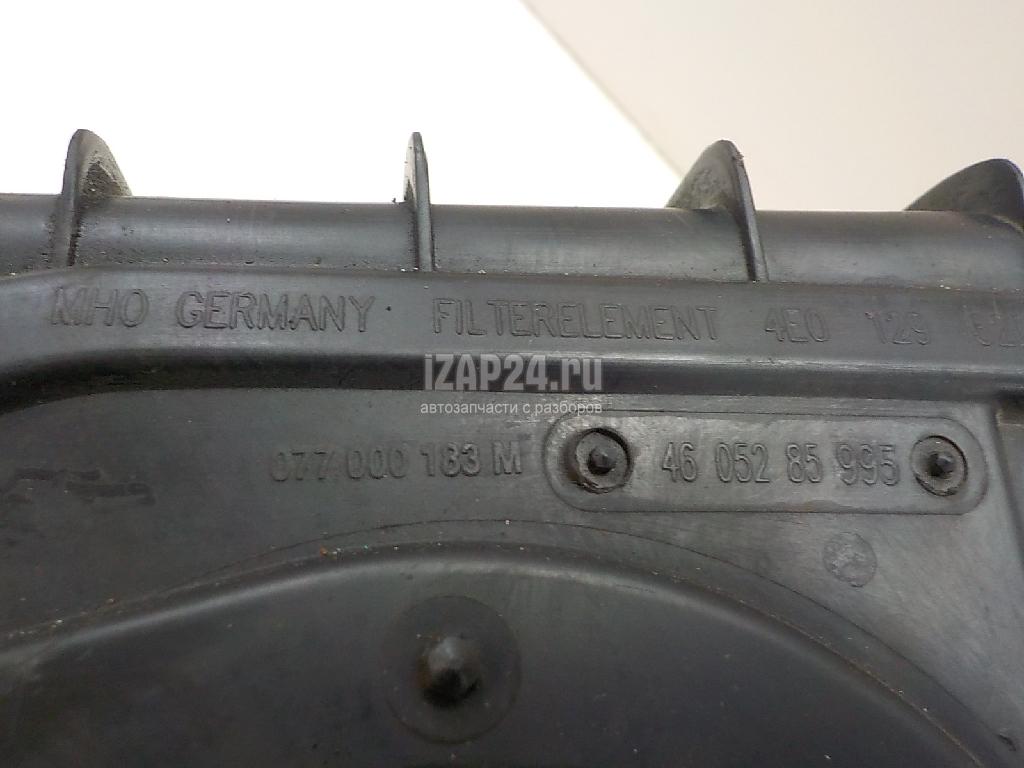 MHO GERMANY FILTERELEMENT 4E0 129
iZAP24.ru
автозапчасти с разборов
077 000 183 M 46 052 85 995